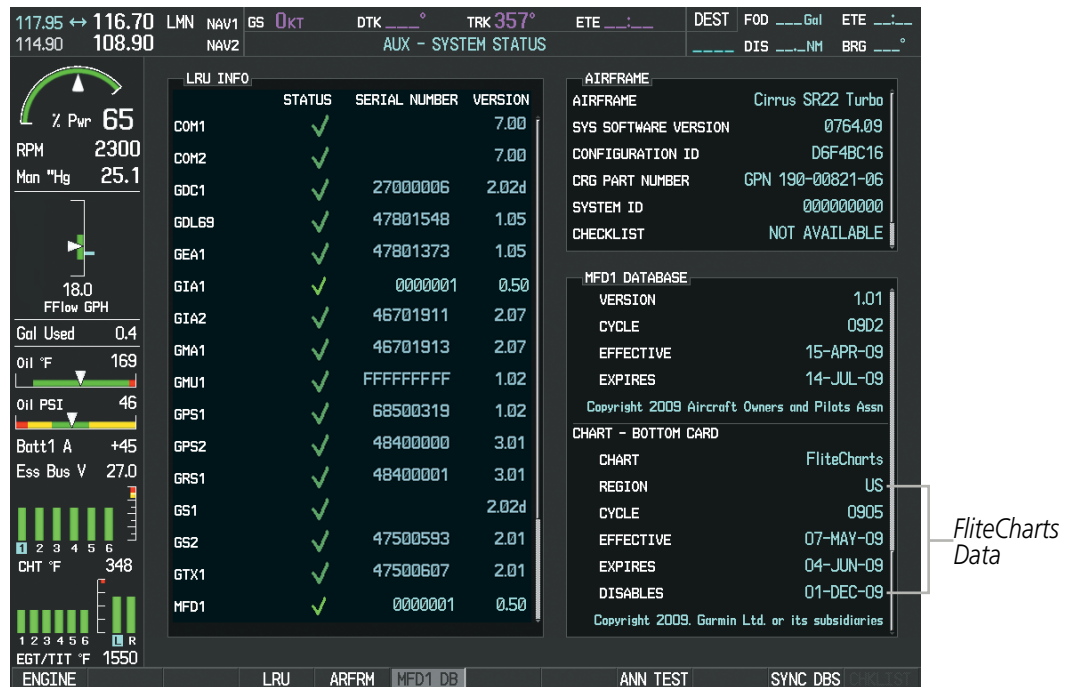 117.95 ↔ 116.70 LMN NAV1 GS 0KT DTK ___° TRK 357° ETE __:__ DEST FOD ___Gal ETE __:__
114.90 108.90 NAV2 AUX - SYSTEM STATUS ____ DIS __._NM BRG ___°
% Pwr 65
RPM 2300
Man "Hg 25.1
18.0
FFlow GPH
Gal Used 0.4
Oil °F 169
Oil PSI 46
Batt1 A +45
Ess Bus V 27.0
1 2 3 4 5 6
CHT °F 348
1 2 3 4 5 6 L R
EGT/TIT °F 1550
LRU INFO
STATUS SERIAL NUMBER VERSION
COM1 ✓ 7.00
COM2 ✓ 7.00
GDC1 ✓ 27000006 2.02d
GDL69 ✓ 47801548 1.05
GEA1 ✓ 47801373 1.05
GIA1 ✓ 0000001 0.50
GIA2 ✓ 46701911 2.07
GMA1 ✓ 46701913 2.07
GMU1 ✓ FFFFFFFFF 1.02
GPS1 ✓ 68500319 1.02
GPS2 ✓ 48400000 3.01
GRS1 ✓ 48400001 3.01
GS1 ✓ 2.02d
GS2 ✓ 47500593 2.01
GTX1 ✓ 47500607 2.01
MFD1 ✓ 0000001 0.50
AIRFRAME
AIRFRAME Cirrus SR22 Turbo
SYS SOFTWARE VERSION 0764.09
CONFIGURATION ID D6F4BC16
CRG PART NUMBER GPN 190-00821-06
SYSTEM ID 000000000
CHECKLIST NOT AVAILABLE
MFD1 DATABASE
VERSION 1.01
CYCLE 09D2
EFFECTIVE 15-APR-09
EXPIRES 14-JUL-09
Copyright 2009 Aircraft Owners and Pilots Assn
CHART - BOTTOM CARD
CHART FliteCharts
REGION US
CYCLE 0905
EFFECTIVE 07-MAY-09
EXPIRES 04-JUN-09
DISABLES 01-DEC-09
Copyright 2009. Garmin Ltd. or its subsidiaries
FliteCharts
Data
ENGINE LRU ARFRM MFD1 DB ANN TEST SYNC DBS CHKLIST